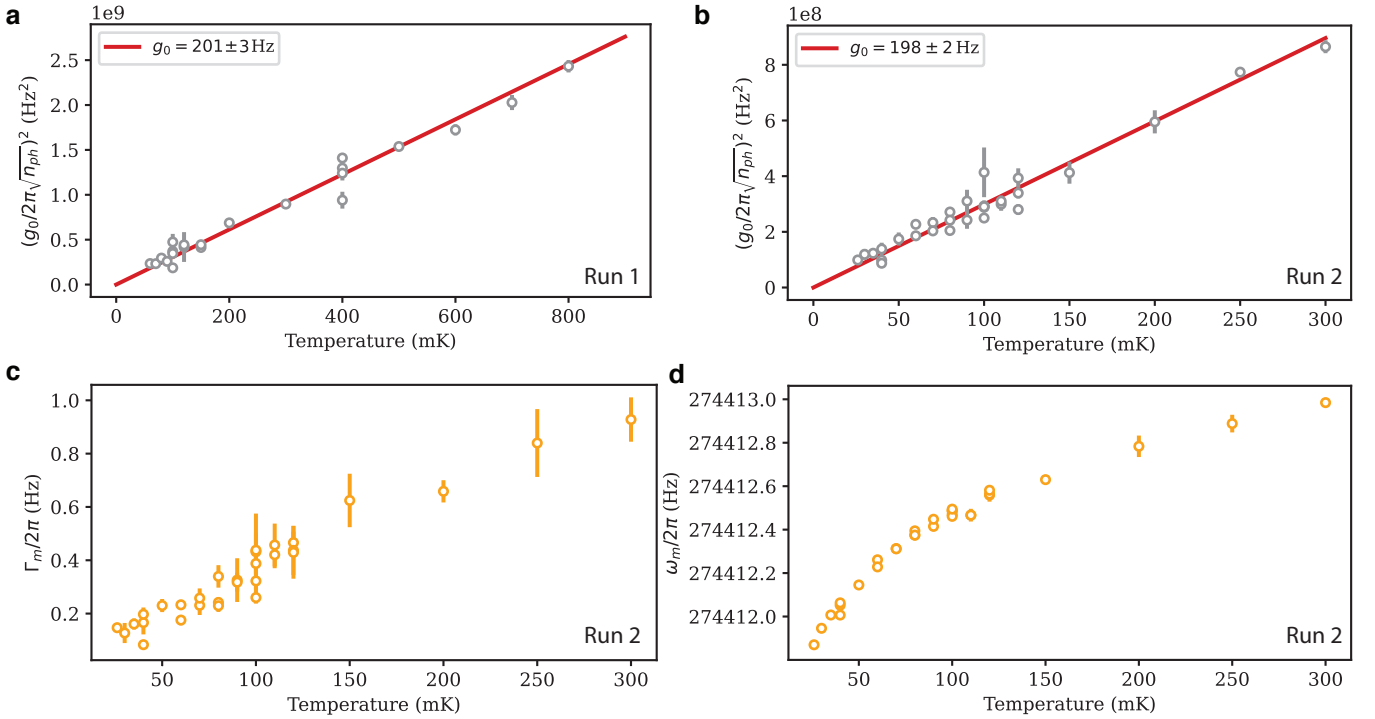 a
1e9
g₀ = 201±3 Hz
2.5
2.0
1.5
1.0
0.5
0.0
(g₀/2π√n_ph)² (Hz²)
Run 1
0 200 400 600 800
Temperature (mK)
b
1e8
g₀ = 198 ± 2 Hz
8
6
4
2
0
(g₀/2π√n_ph)² (Hz²)
Run 2
0 50 100 150 200 250 300
Temperature (mK)
c
1.0
0.8
0.6
0.4
0.2
Γ_m/2π (Hz)
Run 2
50 100 150 200 250 300
Temperature (mK)
d
274413.0
274412.8
274412.6
274412.4
274412.2
274412.0
ω_m/2π (Hz)
Run 2
50 100 150 200 250 300
Temperature (mK)